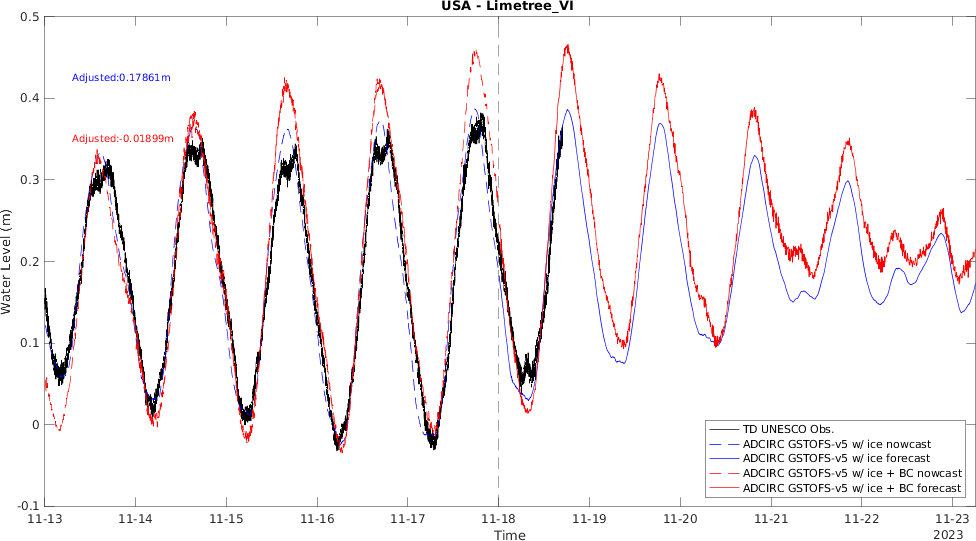 USA - Limetree_VI
0.5
0.4
0.3
0.2
0.1
0
-0.1
Water Level (m)
Adjusted:0.17861m
Adjusted:-0.01899m
TD UNESCO Obs.
ADCIRC GSTOFS-v5 w/ ice nowcast
ADCIRC GSTOFS-v5 w/ ice forecast
ADCIRC GSTOFS-v5 w/ ice + BC nowcast
ADCIRC GSTOFS-v5 w/ ice + BC forecast
11-13 11-14 11-15 11-16 11-17 11-18 11-19 11-20 11-21 11-22 11-23
Time 2023